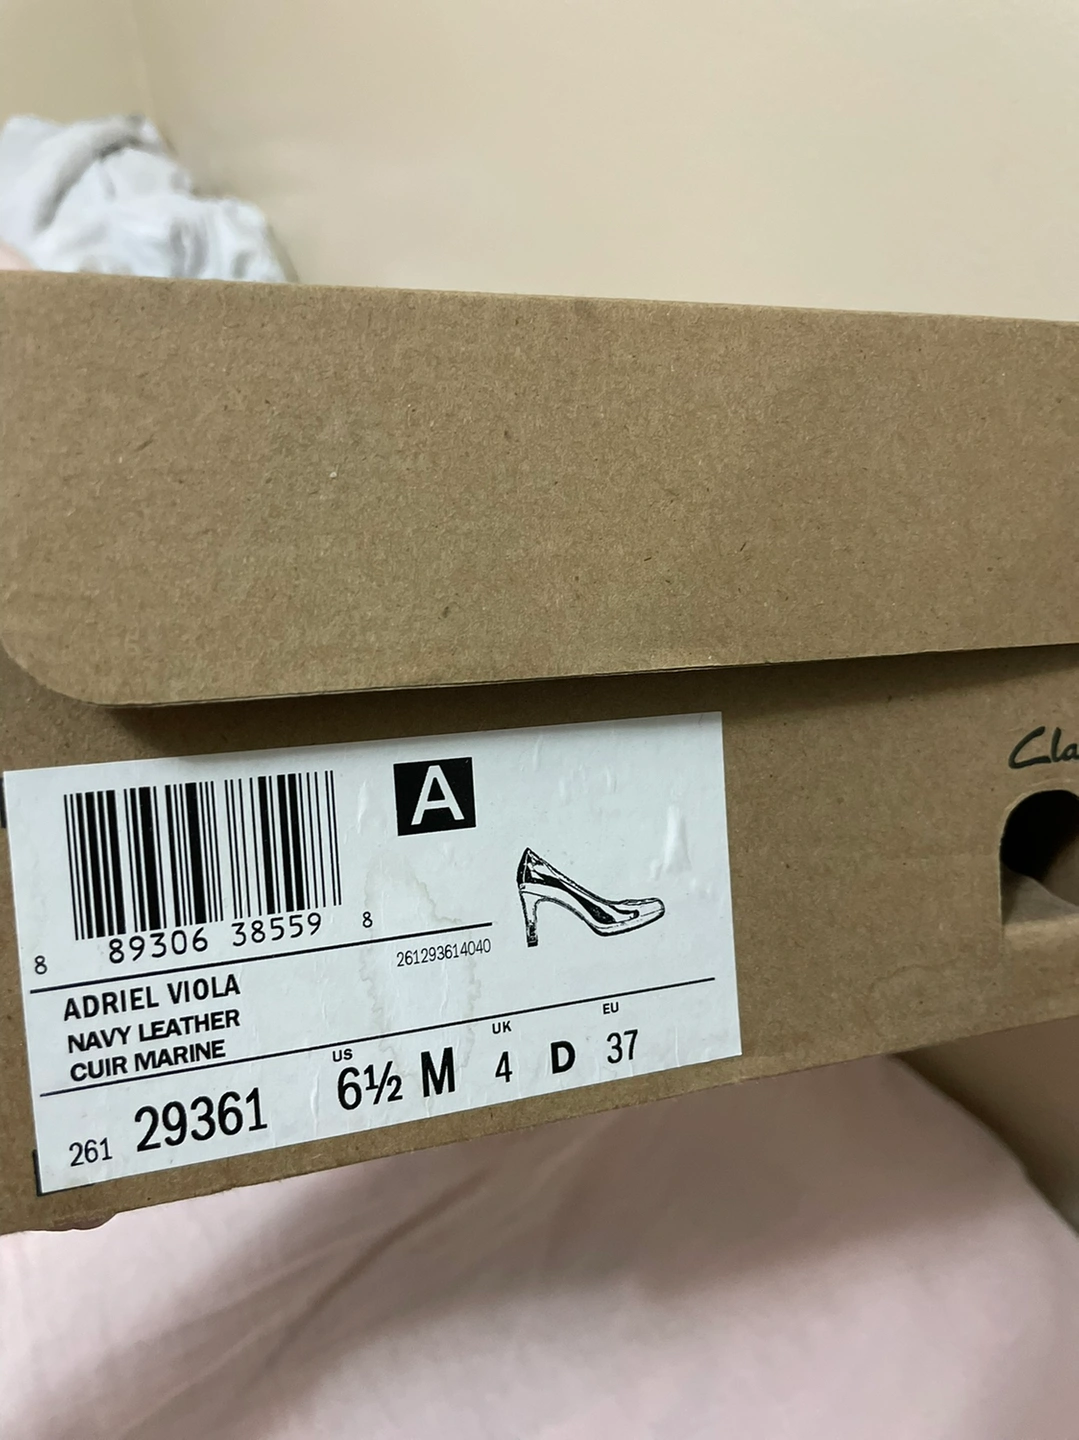 Cla
A
8 89306 38559 8
261293614040
ADRIEL VIOLA
NAVY LEATHER
CUIR MARINE
US UK EU
261 29361 6½ M 4 D 37